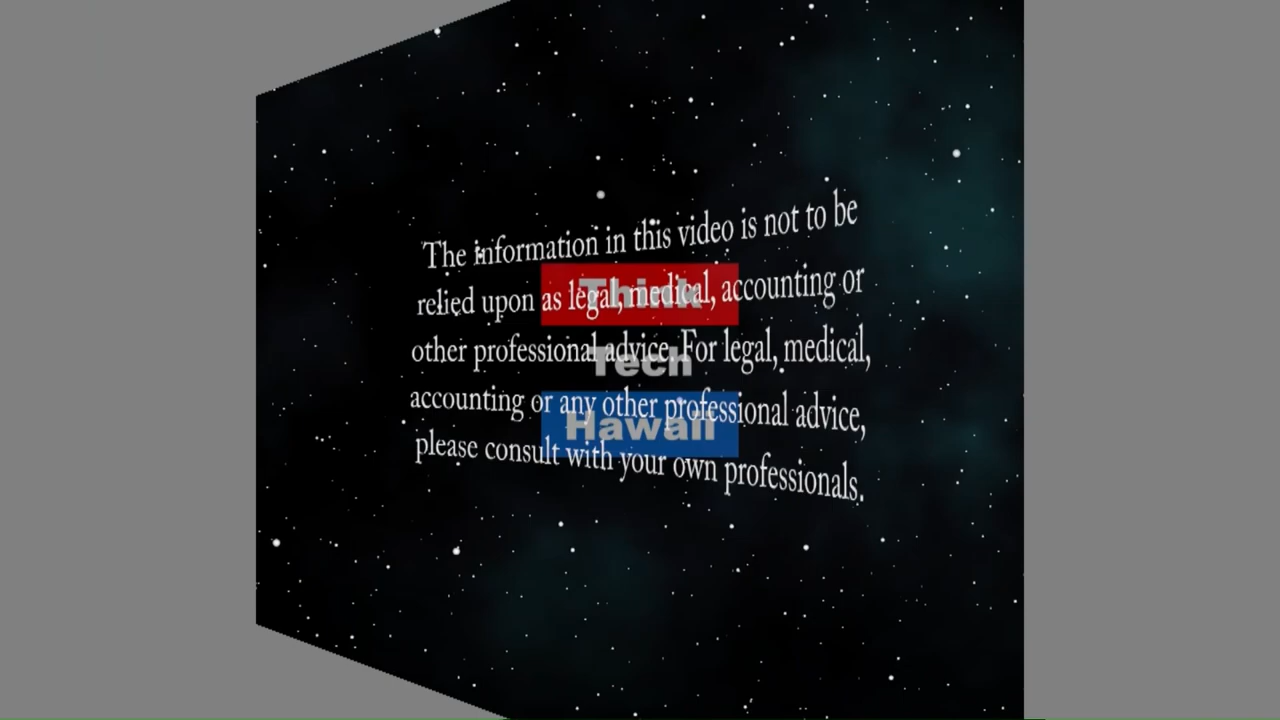 The information in this video is not to be
relied upon as legal, medical, accounting or
other professional advice. For legal, medical,
accounting or any other professional advice,
please consult with your own professionals.
Think
Tech
Hawaii